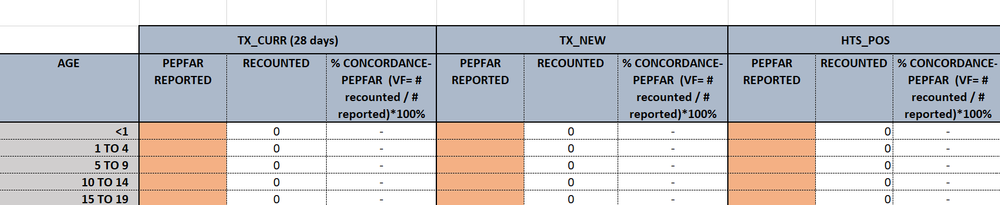 TX_CURR (28 days) TX_NEW HTS_POS
AGE PEPFAR RECOUNTED % CONCORDANCE- PEPFAR RECOUNTED % CONCORDANCE- PEPFAR RECOUNTED % CONCORDANCE-
REPORTED PEPFAR (VF= # REPORTED PEPFAR (VF= # REPORTED PEPFAR (VF= #
recounted / # recounted / # recounted / #
reported)*100% reported)*100% reported)*100%
<1 0 - 0 - 0 -
1 TO 4 0 - 0 - 0 -
5 TO 9 0 - 0 - 0 -
10 TO 14 0 - 0 - 0 -
15 TO 19 0 - 0 - 0 -